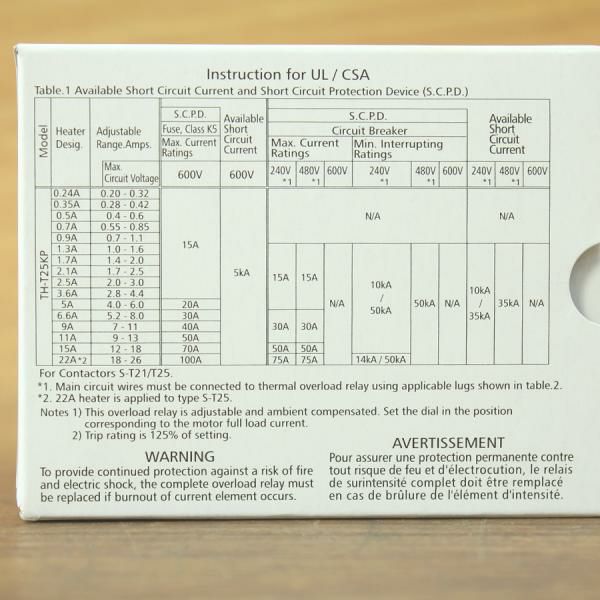 Instruction for UL / CSA
Table.1 Available Short Circuit Current and Short Circuit Protection Device (S.C.P.D.)
Model
Heater Desig.
Adjustable Range.Amps.
Max. Circuit Voltage
S.C.P.D.
Fuse, Class K5
Max. Current Ratings
600V
Available Short Circuit Current
600V
S.C.P.D.
Circuit Breaker
Max. Current Ratings
Min. Interrupting Ratings
Available Short Circuit Current
240V *1 480V *1 600V 240V *1 480V *1 600V 240V *1 480V *1 600V
TH-T25KP
0.24A 0.20 - 0.32
0.35A 0.28 - 0.42
0.5A 0.4 - 0.6
0.7A 0.55 - 0.85
0.9A 0.7 - 1.1
1.3A 1.0 - 1.6
1.7A 1.4 - 2.0
2.1A 1.7 - 2.5
2.5A 2.0 - 3.0
3.6A 2.8 - 4.4
5A 4.0 - 6.0 20A
6.6A 5.2 - 8.0 30A
9A 7 - 11 40A
11A 9 - 13 50A
15A 12 - 18 70A
22A*2 18 - 26 100A
15A
5kA
N/A N/A
15A 15A
30A 30A
50A 50A
75A 75A
N/A
10kA / 50kA
14kA / 50kA
50kA
N/A
10kA / 35kA
35kA
N/A
For Contactors S-T21/T25.
*1. Main circuit wires must be connected to thermal overload relay using applicable lugs shown in table.2.
*2. 22A heater is applied to type S-T25.
Notes 1) This overload relay is adjustable and ambient compensated. Set the dial in the position
corresponding to the motor full load current.
2) Trip rating is 125% of setting.
WARNING
To provide continued protection against a risk of fire
and electric shock, the complete overload relay must
be replaced if burnout of current element occurs.
AVERTISSEMENT
Pour assurer une protection permanente contre
tout risque de feu et d'électrocution, le relais
de surintensité complet doit être remplacé
en cas de brûlure de l'élément d'intensité.